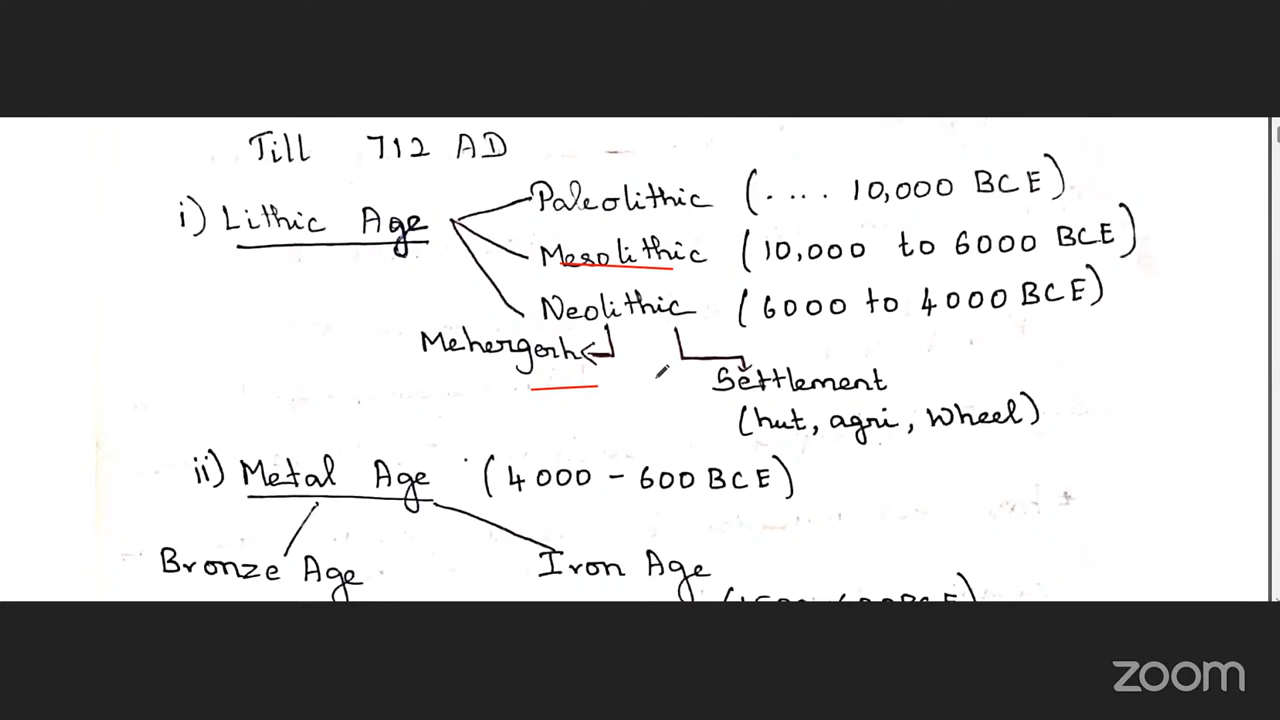 Till 712 AD
i) Lithic Age
Paleolithic (.... 10,000 BCE)
Mesolithic (10,000 to 6000 BCE)
Neolithic (6000 to 4000 BCE)
Mehergarh
Settlement
(hut, agri, wheel)
ii) Metal Age (4000 - 600 BCE)
Bronze Age
Iron Age
zoom